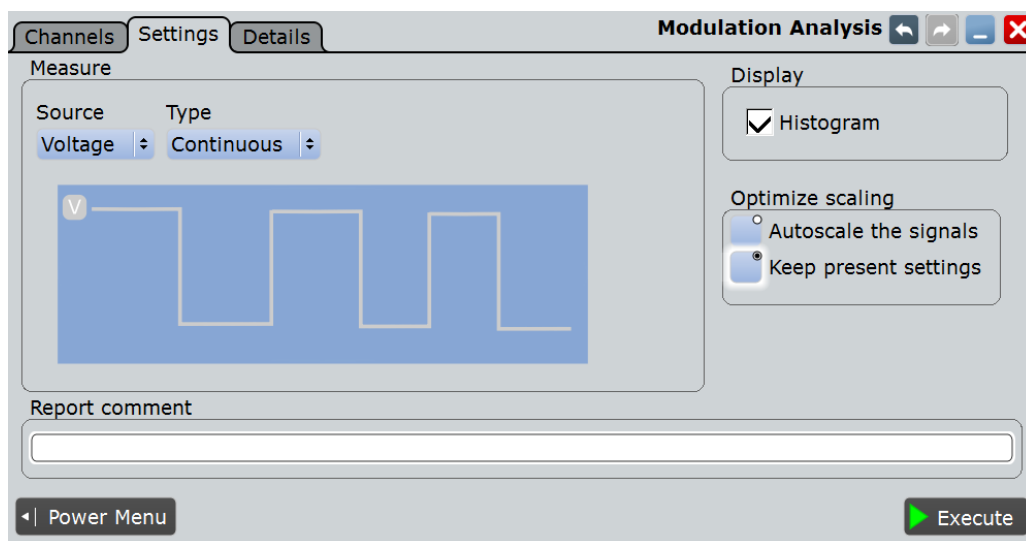 Channels Settings Details Modulation Analysis
Measure
Source Type
Voltage Continuous
V
Display
Histogram
Optimize scaling
Autoscale the signals
Keep present settings
Report comment
Power Menu
Execute